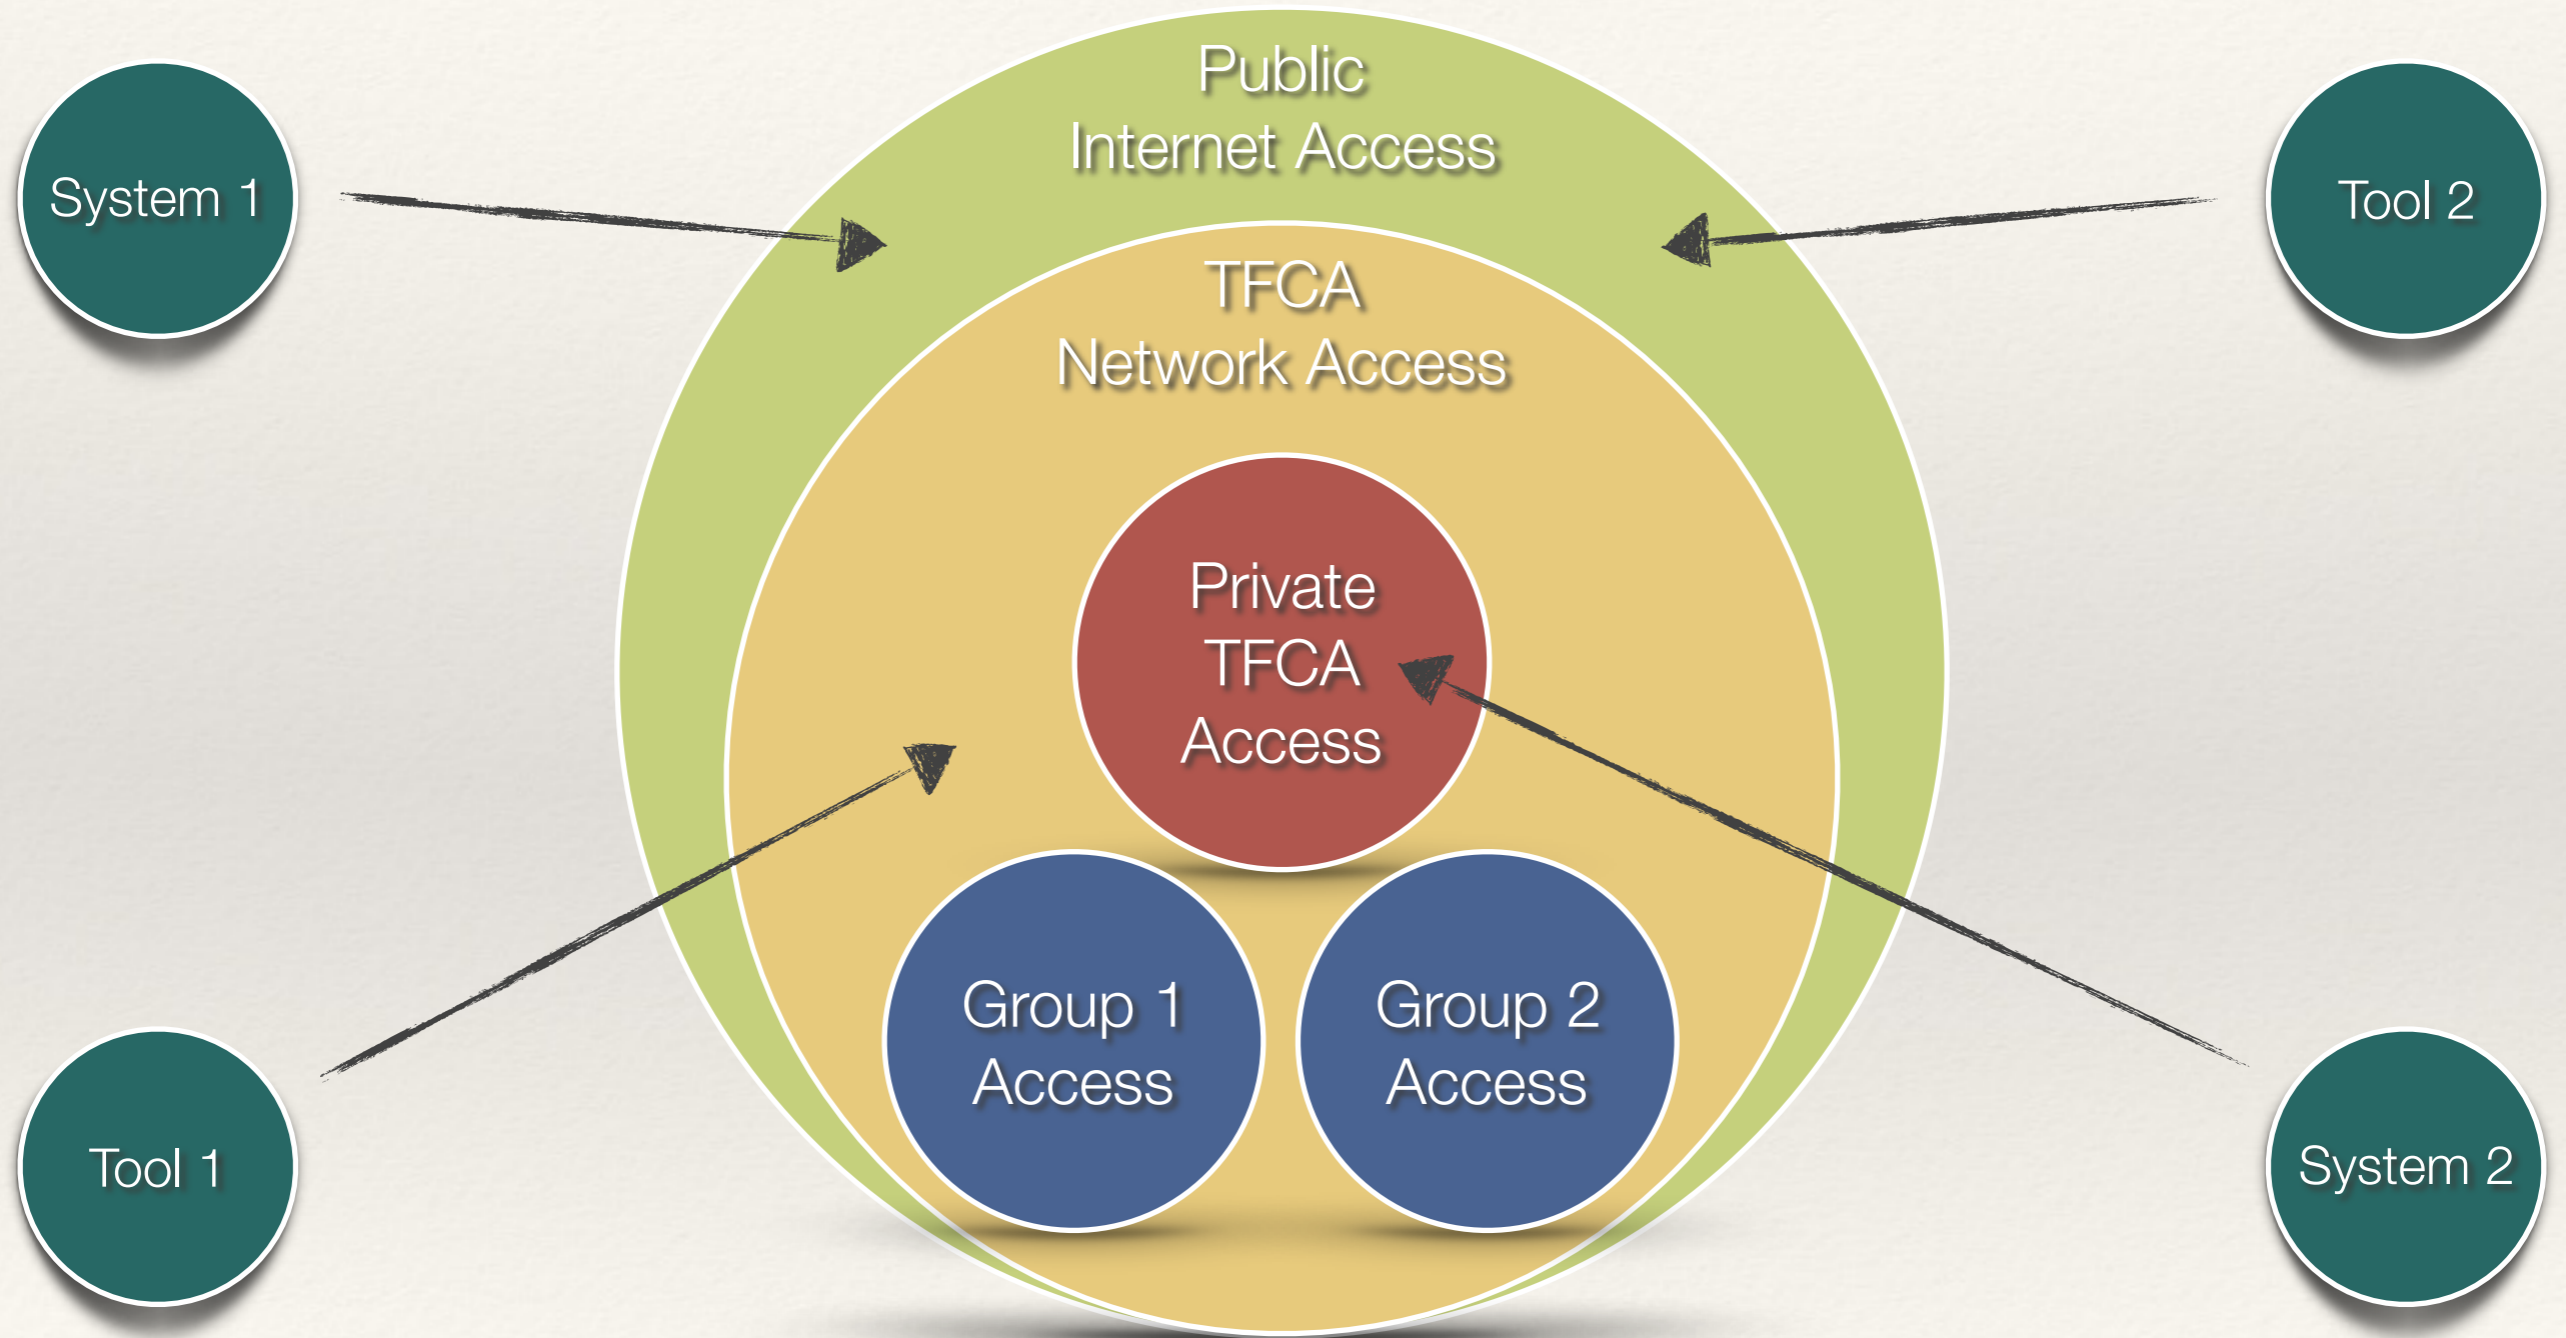 Public
Internet Access
System 1
Tool 2
TFCA
Network Access
Private
TFCA
Access
Group 1
Access
Group 2
Access
Tool 1
System 2